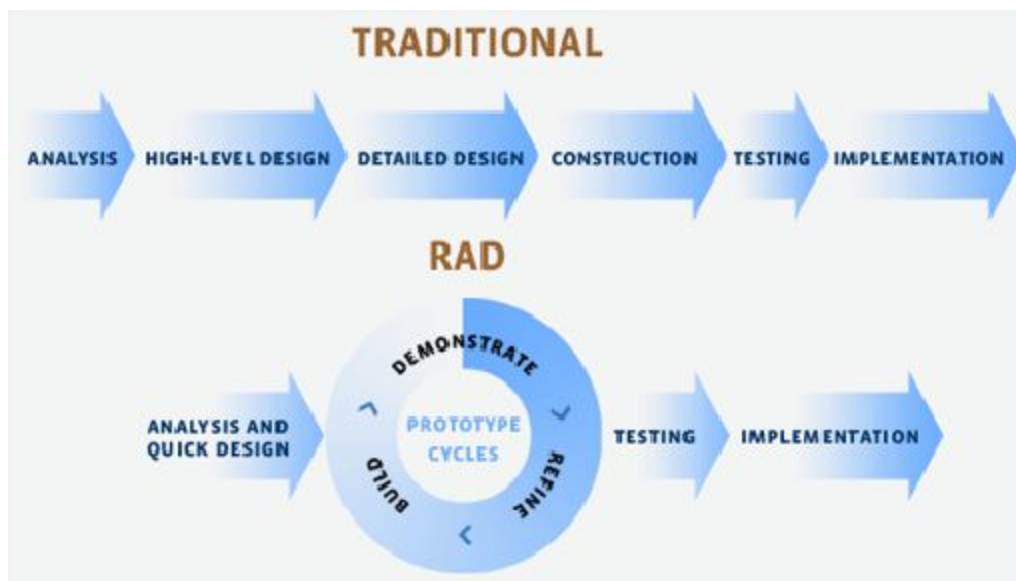 TRADITIONAL
ANALYSIS
HIGH-LEVEL DESIGN
DETAILED DESIGN
CONSTRUCTION
TESTING
IMPLEMENTATION
RAD
ANALYSIS AND
QUICK DESIGN
DEMONSTRATE
REFINE
BUILD
PROTOTYPE
CYCLES
TESTING
IMPLEMENTATION